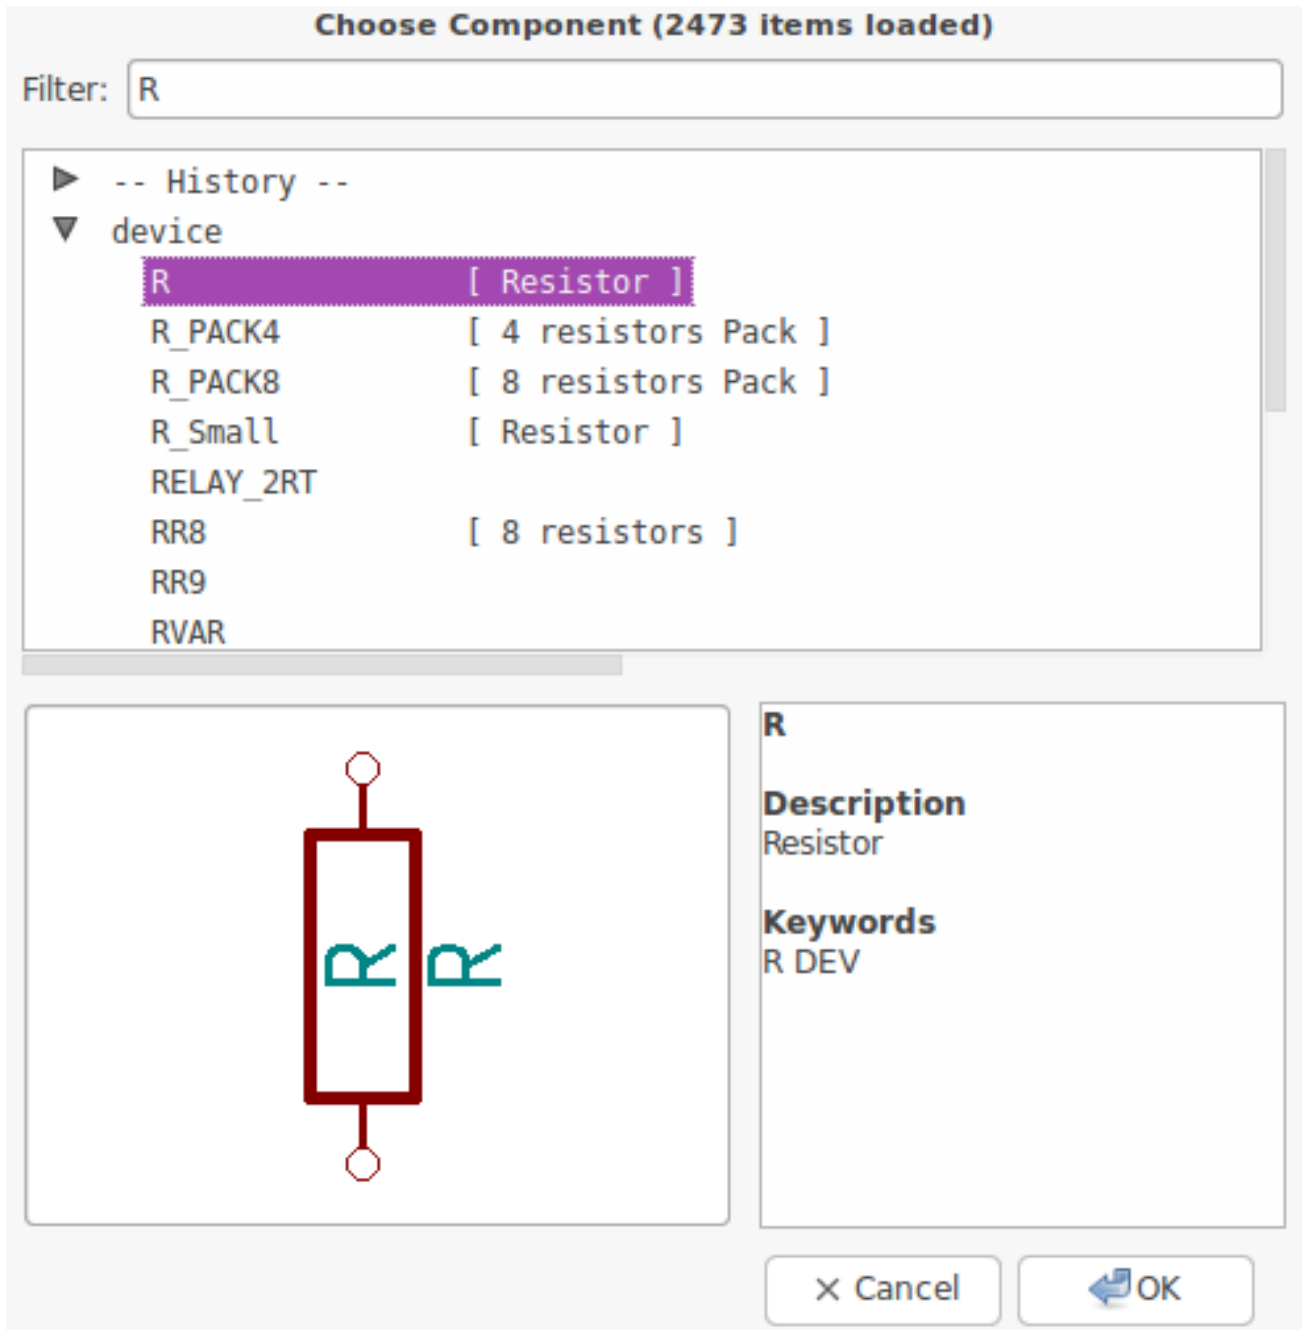 Choose Component (2473 items loaded)
Filter: R
-- History --
device
R [ Resistor ]
R_PACK4 [ 4 resistors Pack ]
R_PACK8 [ 8 resistors Pack ]
R_Small [ Resistor ]
RELAY_2RT
RR8 [ 8 resistors ]
RR9
RVAR
R R
R
Description
Resistor
Keywords
R DEV
Cancel OK